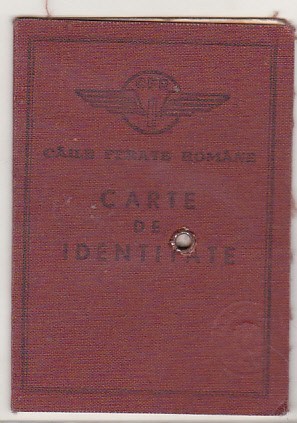 CFR
CĂILE FERATE ROMÂNE
CARTE
DE
IDENTITATE